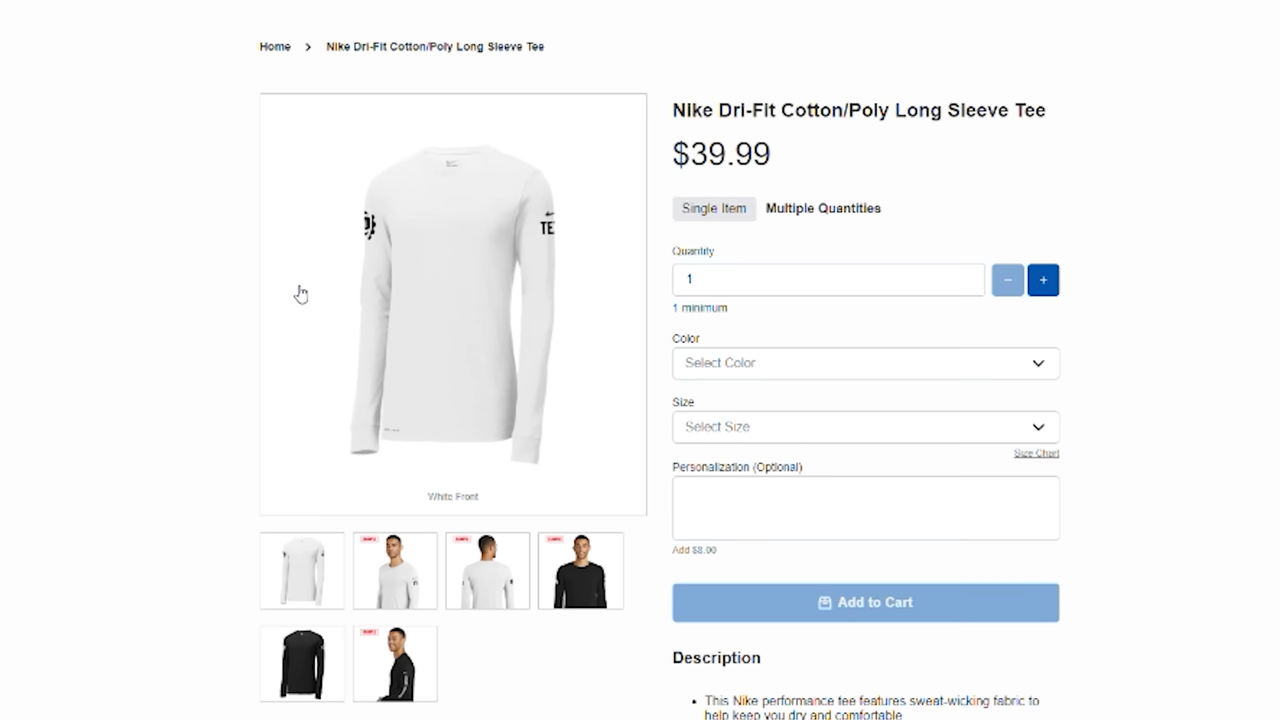 Home > Nike Dri-Fit Cotton/Poly Long Sleeve Tee
Nike Dri-Fit Cotton/Poly Long Sleeve Tee
$39.99
Single Item Multiple Quantities
Quantity
1 − +
1 minimum
Color
Select Color
Size
Select Size
Size Chart
Personalization (Optional)
Add $8.00
Add to Cart
Description
• This Nike performance tee features sweat-wicking fabric to
help keep you dry and comfortable
TE
White Front